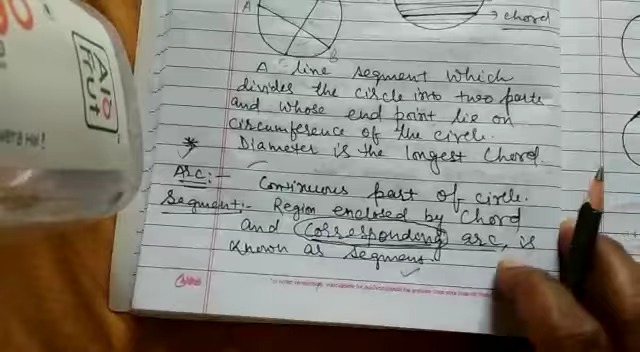 A
B
chord
A line segment which
divides the circle into two parts
and whose end point lie on
circumference of the circle.
* Diameter is the longest Chord
Arc:- Continuous part of circle.
Segment:- Region enclosed by Chord
and corresponding arc, is
known as segment.